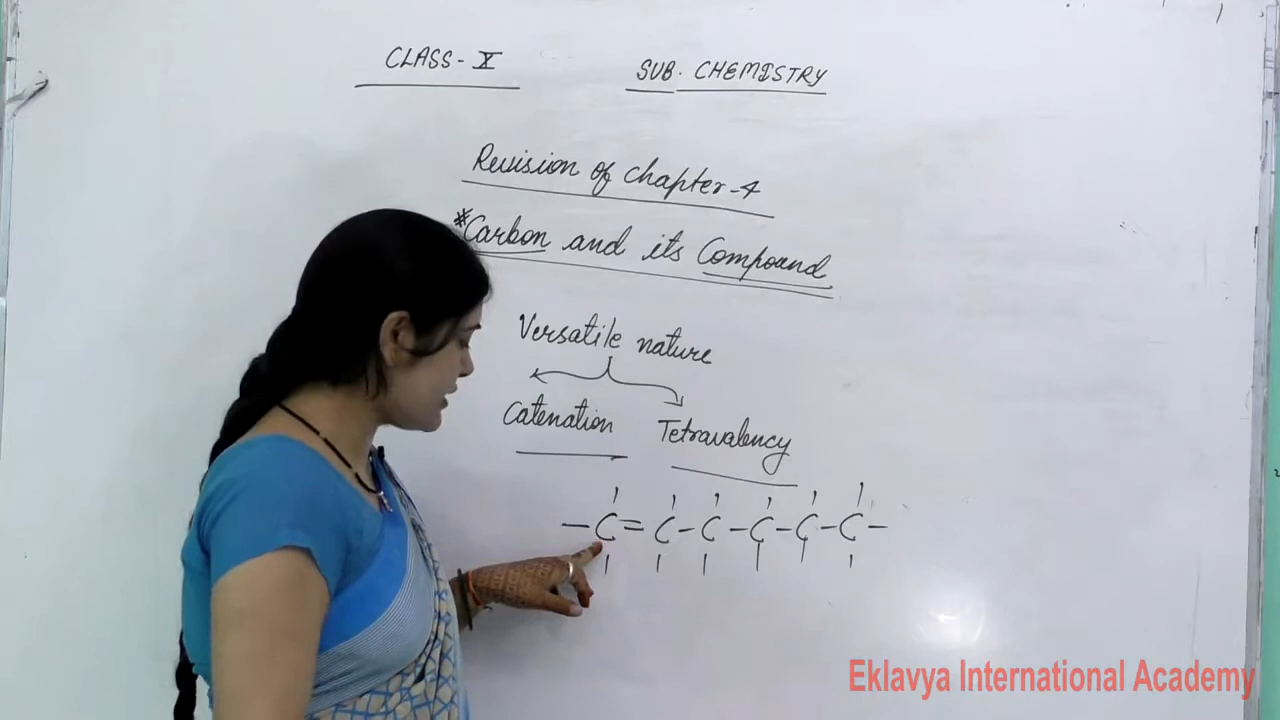 CLASS - X
SUB. CHEMISTRY
Revision of chapter-4
*Carbon and its Compound
Versatile nature
Catenation
Tetravalency
-C=C-C-C-C-C-
Eklavya International Academy